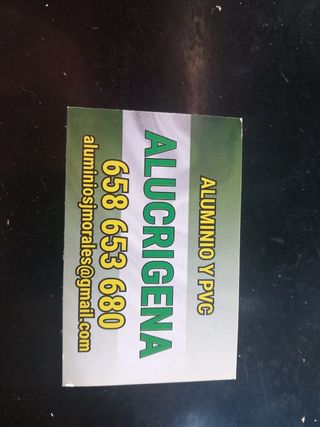 ALUMINIO Y PVC
ALUCRIGENA
658 653 680
aluminiosjmorales@gmail.com